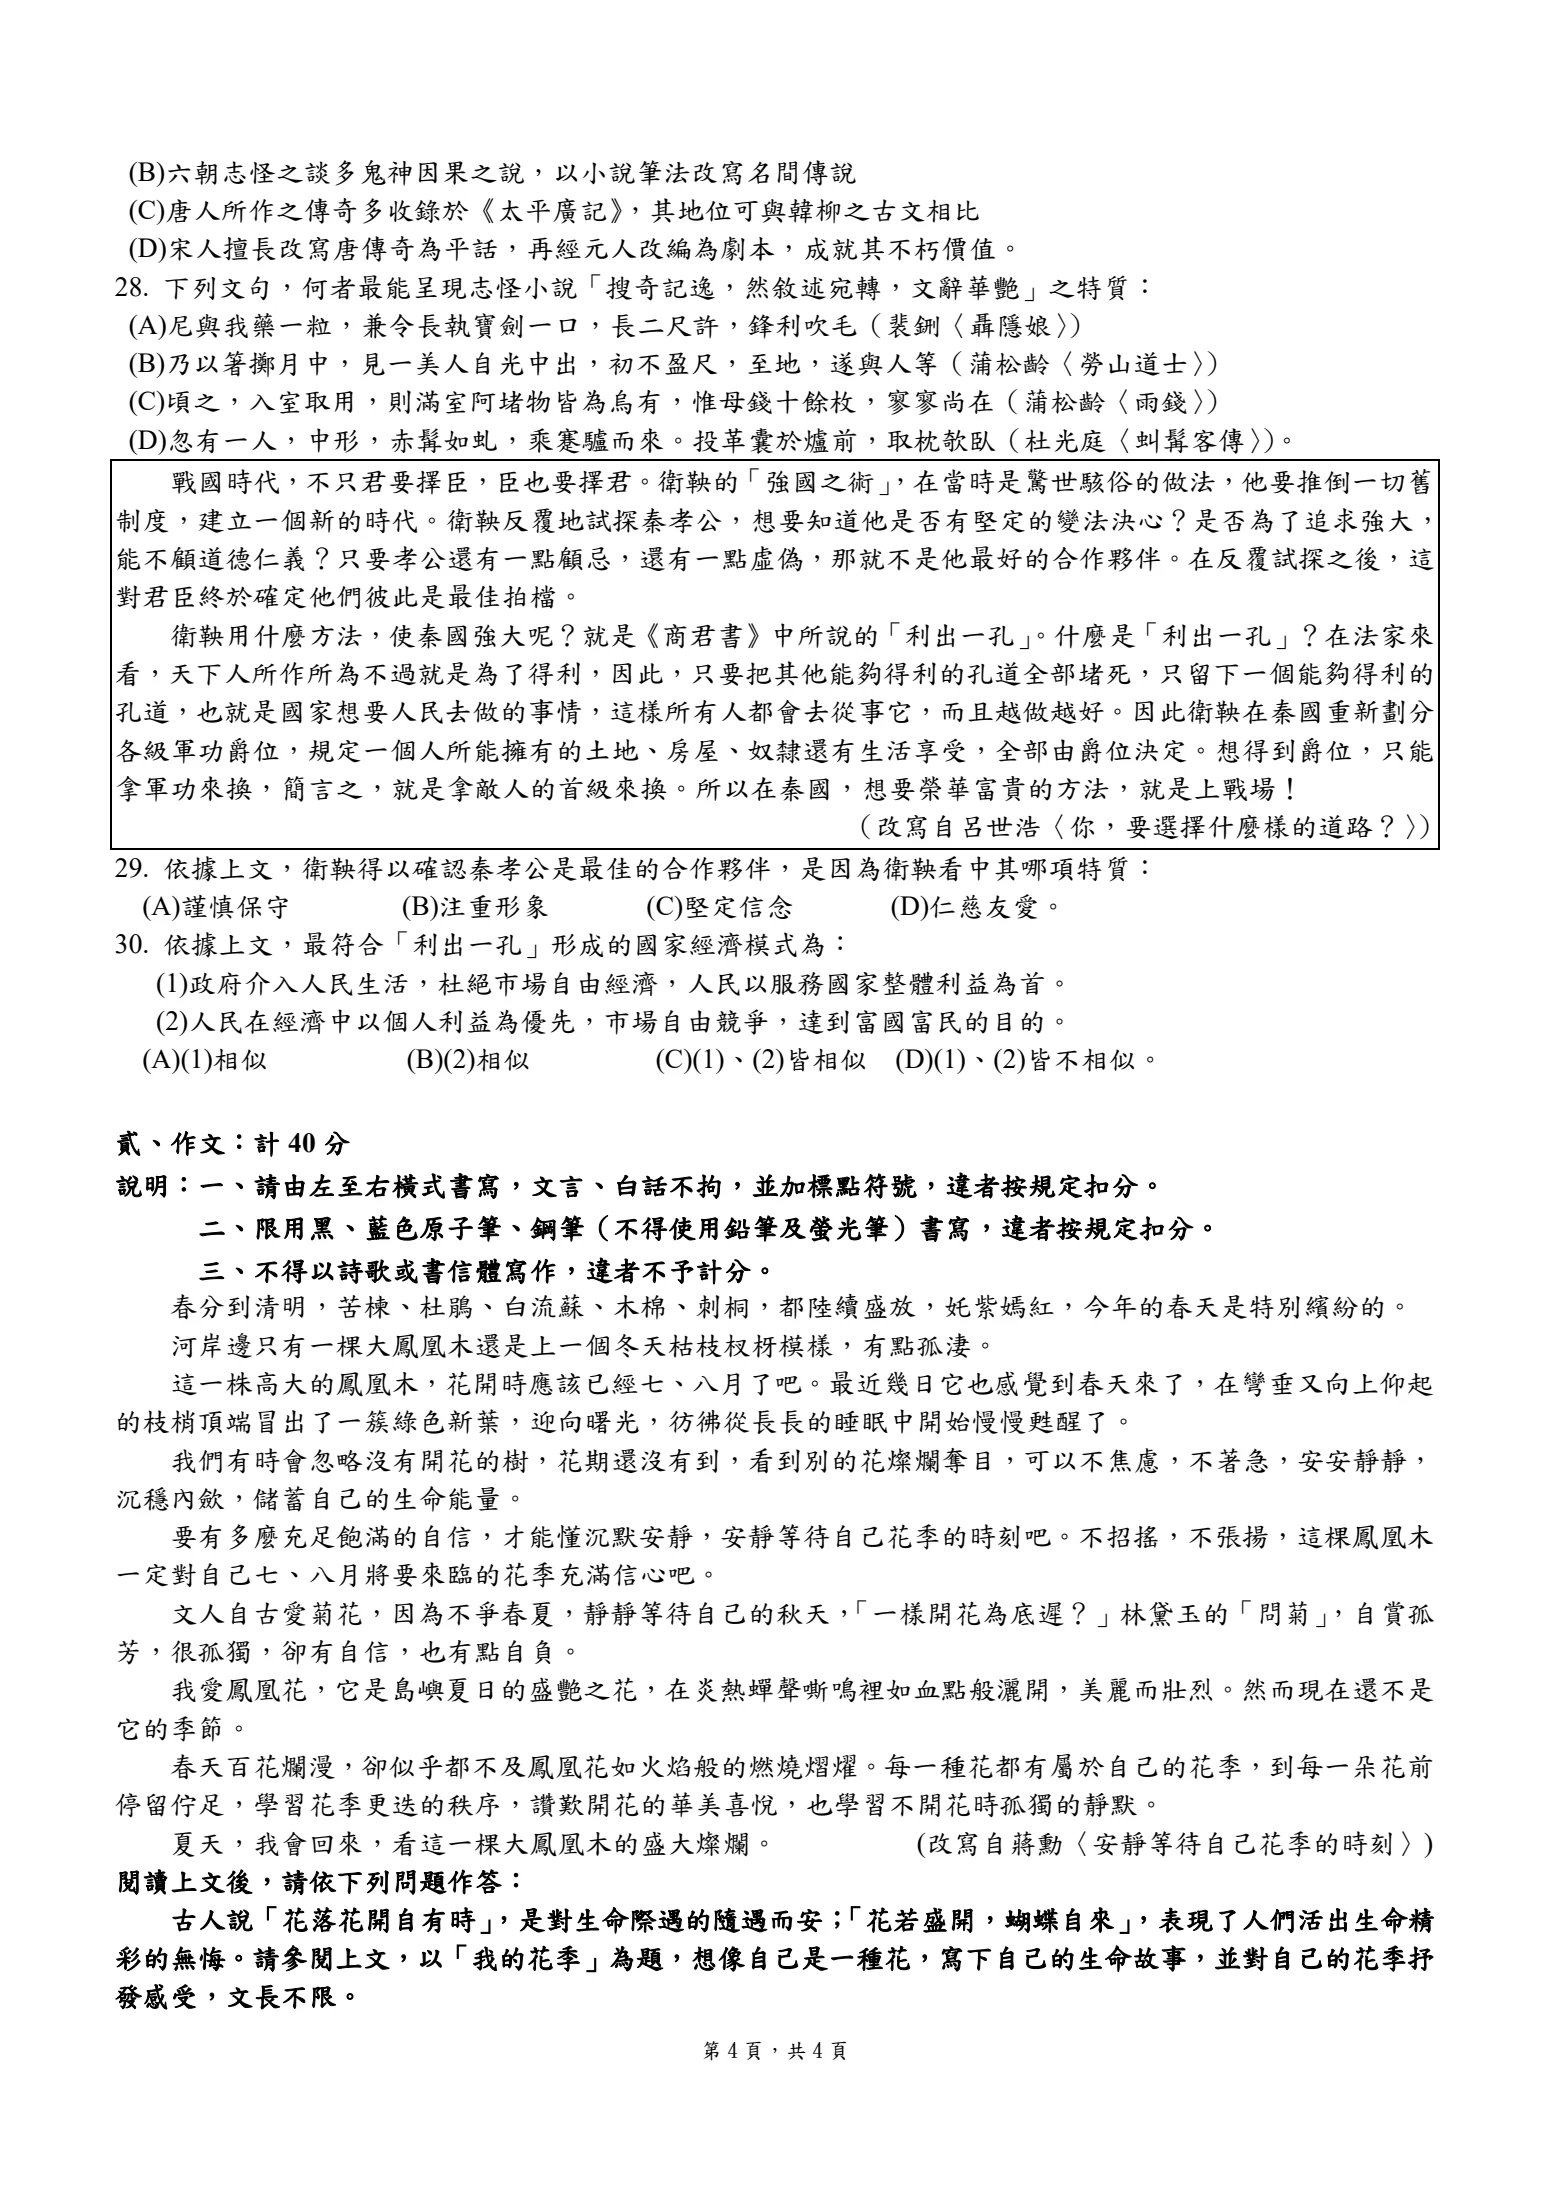 (B)六朝志怪之談多鬼神因果之說，以小說筆法改寫名間傳說
(C)唐人所作之傳奇多收錄於《太平廣記》，其地位可與韓柳之古文相比
(D)宋人擅長改寫唐傳奇為平話，再經元人改編為劇本，成就其不朽價值。
28. 下列文句，何者最能呈現志怪小說「搜奇記逸，然敘述宛轉，文辭華艷」之特質：
(A)尼與我藥一粒，兼令長執寶劍一口，長二尺許，鋒利吹毛（裴鉶〈聶隱娘〉）
(B)乃以箸擲月中，見一美人自光中出，初不盈尺，至地，遂與人等（蒲松齡〈勞山道士〉）
(C)頃之，入室取用，則滿室阿堵物皆為烏有，惟母錢十餘枚，寥寥尚在（蒲松齡〈雨錢〉）
(D)忽有一人，中形，赤髯如虬，乘蹇驢而來。投革囊於爐前，取枕欹臥（杜光庭〈虯髯客傳〉）。
戰國時代，不只君要擇臣，臣也要擇君。衛鞅的「強國之術」，在當時是驚世駭俗的做法，他要推倒一切舊
制度，建立一個新的時代。衛鞅反覆地試探秦孝公，想要知道他是否有堅定的變法決心？是否為了追求強大，
能不顧道德仁義？只要孝公還有一點顧忌，還有一點虛偽，那就不是他最好的合作夥伴。在反覆試探之後，這
對君臣終於確定他們彼此是最佳拍檔。
衛鞅用什麼方法，使秦國強大呢？就是《商君書》中所說的「利出一孔」。什麼是「利出一孔」？在法家來
看，天下人所作所為不過就是為了得利，因此，只要把其他能夠得利的孔道全部堵死，只留下一個能夠得利的
孔道，也就是國家想要人民去做的事情，這樣所有人都會去從事它，而且越做越好。因此衛鞅在秦國重新劃分
各級軍功爵位，規定一個人所能擁有的土地、房屋、奴隸還有生活享受，全部由爵位決定。想得到爵位，只能
拿軍功來換，簡言之，就是拿敵人的首級來換。所以在秦國，想要榮華富貴的方法，就是上戰場！
（改寫自呂世浩〈你，要選擇什麼樣的道路？〉）
29. 依據上文，衛鞅得以確認秦孝公是最佳的合作夥伴，是因為衛鞅看中其哪項特質：
(A)謹慎保守 (B)注重形象 (C)堅定信念 (D)仁慈友愛。
30. 依據上文，最符合「利出一孔」形成的國家經濟模式為：
(1)政府介入人民生活，杜絕市場自由經濟，人民以服務國家整體利益為首。
(2)人民在經濟中以個人利益為優先，市場自由競爭，達到富國富民的目的。
(A)(1)相似 (B)(2)相似 (C)(1)、(2)皆相似 (D)(1)、(2)皆不相似。
貳、作文：計 40 分
說明：一、請由左至右橫式書寫，文言、白話不拘，並加標點符號，違者按規定扣分。
二、限用黑、藍色原子筆、鋼筆（不得使用鉛筆及螢光筆）書寫，違者按規定扣分。
三、不得以詩歌或書信體寫作，違者不予計分。
春分到清明，苦楝、杜鵑、白流蘇、木棉、刺桐，都陸續盛放，奼紫嫣紅，今年的春天是特別繽紛的。
河岸邊只有一棵大鳳凰木還是上一個冬天枯枝杈枒模樣，有點孤淒。
這一株高大的鳳凰木，花開時應該已經七、八月了吧。最近幾日它也感覺到春天來了，在彎垂又向上仰起
的枝梢頂端冒出了一簇綠色新葉，迎向曙光，彷彿從長長的睡眠中開始慢慢甦醒了。
我們有時會忽略沒有開花的樹，花期還沒有到，看到別的花燦爛奪目，可以不焦慮，不著急，安安靜靜，
沉穩內斂，儲蓄自己的生命能量。
要有多麼充足飽滿的自信，才能懂沉默安靜，安靜等待自己花季的時刻吧。不招搖，不張揚，這棵鳳凰木
一定對自己七、八月將要來臨的花季充滿信心吧。
文人自古愛菊花，因為不爭春夏，靜靜等待自己的秋天，「一樣開花為底遲？」林黛玉的「問菊」，自賞孤
芳，很孤獨，卻有自信，也有點自負。
我愛鳳凰花，它是島嶼夏日的盛艷之花，在炎熱蟬聲嘶鳴裡如血點般灑開，美麗而壯烈。然而現在還不是
它的季節。
春天百花爛漫，卻似乎都不及鳳凰花如火焰般的燃燒熠燿。每一種花都有屬於自己的花季，到每一朵花前
停留佇足，學習花季更迭的秩序，讚歎開花的華美喜悅，也學習不開花時孤獨的靜默。
夏天，我會回來，看這一棵大鳳凰木的盛大燦爛。 (改寫自蔣勳〈安靜等待自己花季的時刻〉)
閱讀上文後，請依下列問題作答：
古人說「花落花開自有時」，是對生命際遇的隨遇而安；「花若盛開，蝴蝶自來」，表現了人們活出生命精
彩的無悔。請參閱上文，以「我的花季」為題，想像自己是一種花，寫下自己的生命故事，並對自己的花季抒
發感受，文長不限。
第 4 頁，共 4 頁